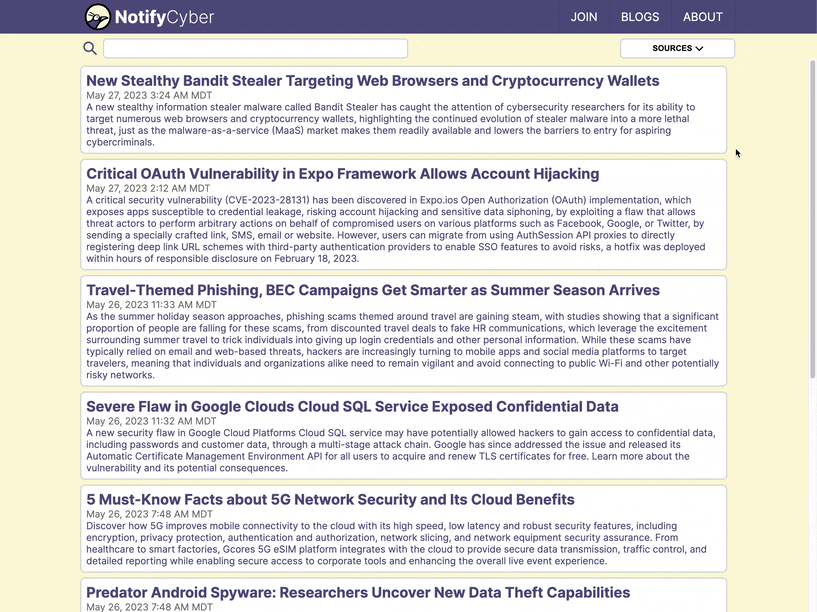 NotifyCyber
JOIN
BLOGS
ABOUT
SOURCES
New Stealthy Bandit Stealer Targeting Web Browsers and Cryptocurrency Wallets
May 27, 2023 3:24 AM MDT
A new stealthy information stealer malware called Bandit Stealer has caught the attention of cybersecurity researchers for its ability to
target numerous web browsers and cryptocurrency wallets, highlighting the continued evolution of stealer malware into a more lethal
threat, just as the malware-as-a-service (MaaS) market makes them readily available and lowers the barriers to entry for aspiring
cybercriminals.
Critical OAuth Vulnerability in Expo Framework Allows Account Hijacking
May 27, 2023 2:12 AM MDT
A critical security vulnerability (CVE-2023-28131) has been discovered in Expo.ios Open Authorization (OAuth) implementation, which
exposes apps susceptible to credential leakage, risking account hijacking and sensitive data siphoning, by exploiting a flaw that allows
threat actors to perform arbitrary actions on behalf of compromised users on various platforms such as Facebook, Google, or Twitter, by
sending a specially crafted link, SMS, email or website. However, users can migrate from using AuthSession API proxies to directly
registering deep link URL schemes with third-party authentication providers to enable SSO features to avoid risks, a hotfix was deployed
within hours of responsible disclosure on February 18, 2023.
Travel-Themed Phishing, BEC Campaigns Get Smarter as Summer Season Arrives
May 26, 2023 11:33 AM MDT
As the summer holiday season approaches, phishing scams themed around travel are gaining steam, with studies showing that a significant
proportion of people are falling for these scams, from discounted travel deals to fake HR communications, which leverage the excitement
surrounding summer travel to trick individuals into giving up login credentials and other personal information. While these scams have
typically relied on email and web-based threats, hackers are increasingly turning to mobile apps and social media platforms to target
travelers, meaning that individuals and organizations alike need to remain vigilant and avoid connecting to public Wi-Fi and other potentially
risky networks.
Severe Flaw in Google Clouds Cloud SQL Service Exposed Confidential Data
May 26, 2023 11:32 AM MDT
A new security flaw in Google Cloud Platforms Cloud SQL service may have potentially allowed hackers to gain access to confidential data,
including passwords and customer data, through a multi-stage attack chain. Google has since addressed the issue and released its
Automatic Certificate Management Environment API for all users to acquire and renew TLS certificates for free. Learn more about the
vulnerability and its potential consequences.
5 Must-Know Facts about 5G Network Security and Its Cloud Benefits
May 26, 2023 7:48 AM MDT
Discover how 5G improves mobile connectivity to the cloud with its high speed, low latency and robust security features, including
encryption, privacy protection, authentication and authorization, network slicing, and network equipment security assurance. From
healthcare to smart factories, Gcores 5G eSIM platform integrates with the cloud to provide secure data transmission, traffic control, and
detailed reporting while enabling secure access to corporate tools and enhancing the overall live event experience.
Predator Android Spyware: Researchers Uncover New Data Theft Capabilities
May 26, 2023 7:48 AM MDT